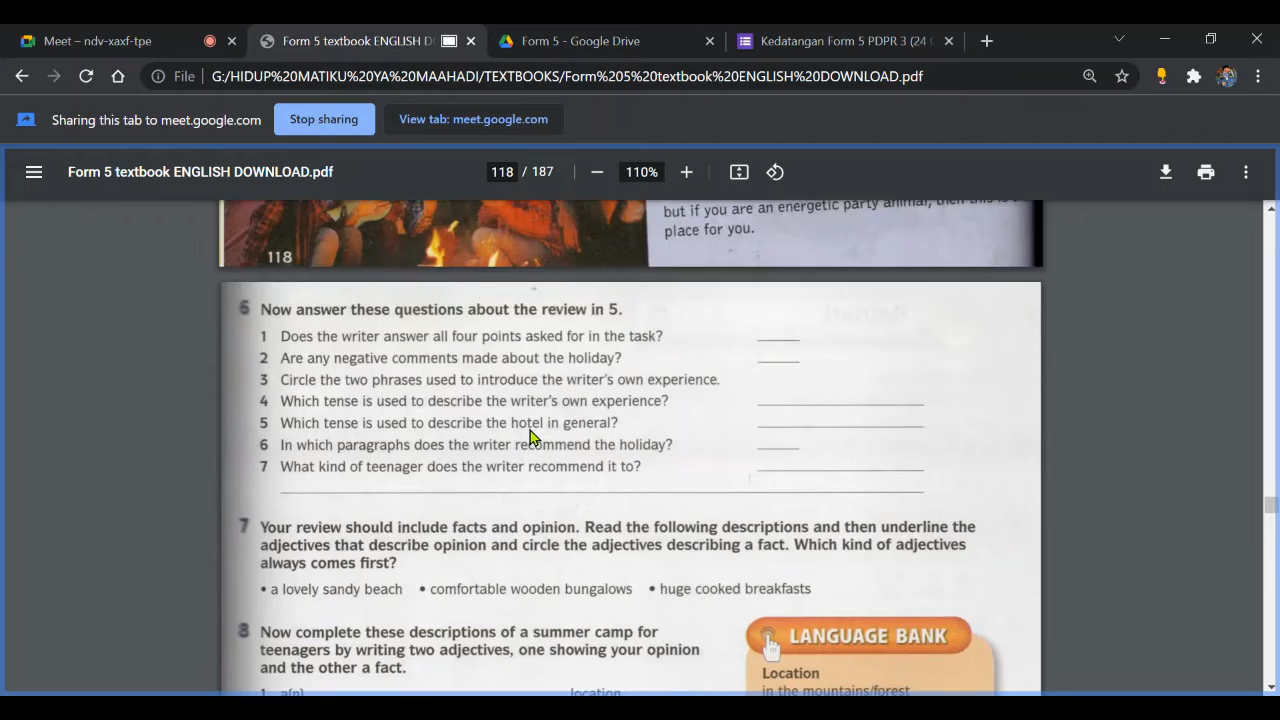 Meet – ndv-xaxf-tpe
Form 5 textbook ENGLISH D
Form 5 - Google Drive
Kedatangan Form 5 PDPR 3 (24 O
File
G:/HIDUP%20MATIKU%20YA%20MAAHADI/TEXTBOOKS/Form%205%20textbook%20ENGLISH%20DOWNLOAD.pdf
Sharing this tab to meet.google.com
Stop sharing
View tab: meet.google.com
Form 5 textbook ENGLISH DOWNLOAD.pdf
118 / 187
110%
but if you are an energetic party animal, then this is
place for you.
118
6 Now answer these questions about the review in 5.
1 Does the writer answer all four points asked for in the task?
2 Are any negative comments made about the holiday?
3 Circle the two phrases used to introduce the writer's own experience.
4 Which tense is used to describe the writer's own experience?
5 Which tense is used to describe the hotel in general?
6 In which paragraphs does the writer recommend the holiday?
7 What kind of teenager does the writer recommend it to?
7 Your review should include facts and opinion. Read the following descriptions and then underline the
adjectives that describe opinion and circle the adjectives describing a fact. Which kind of adjectives
always comes first?
• a lovely sandy beach • comfortable wooden bungalows • huge cooked breakfasts
8 Now complete these descriptions of a summer camp for
teenagers by writing two adjectives, one showing your opinion
and the other a fact.
1 a(n) location
LANGUAGE BANK
Location
in the mountains/forest